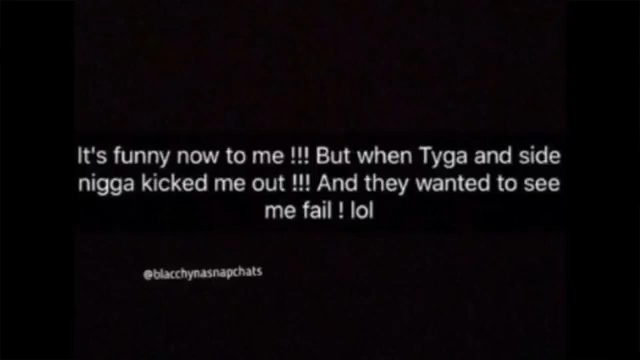 It's funny now to me !!! But when Tyga and side
nigga kicked me out !!! And they wanted to see
me fail ! lol
@blacchynasnapchats